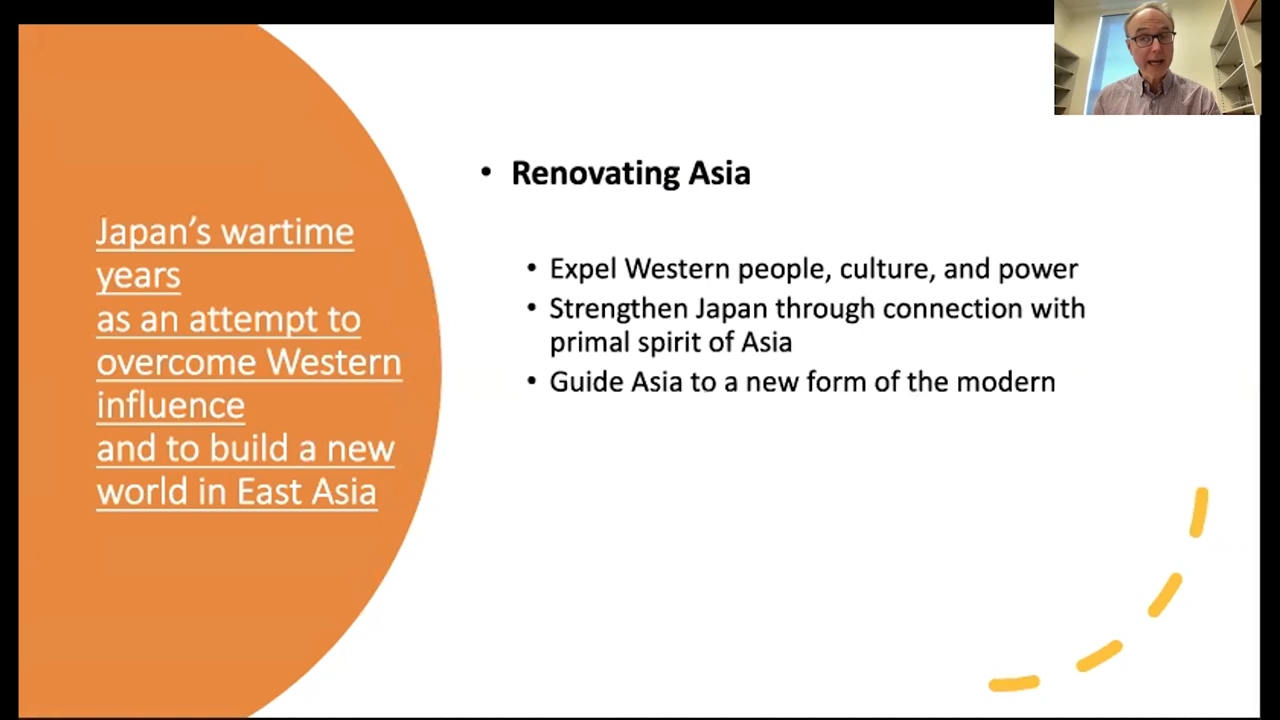 Japan's wartime
years
as an attempt to
overcome Western
influence
and to build a new
world in East Asia
• Renovating Asia
• Expel Western people, culture, and power
• Strengthen Japan through connection with
primal spirit of Asia
• Guide Asia to a new form of the modern